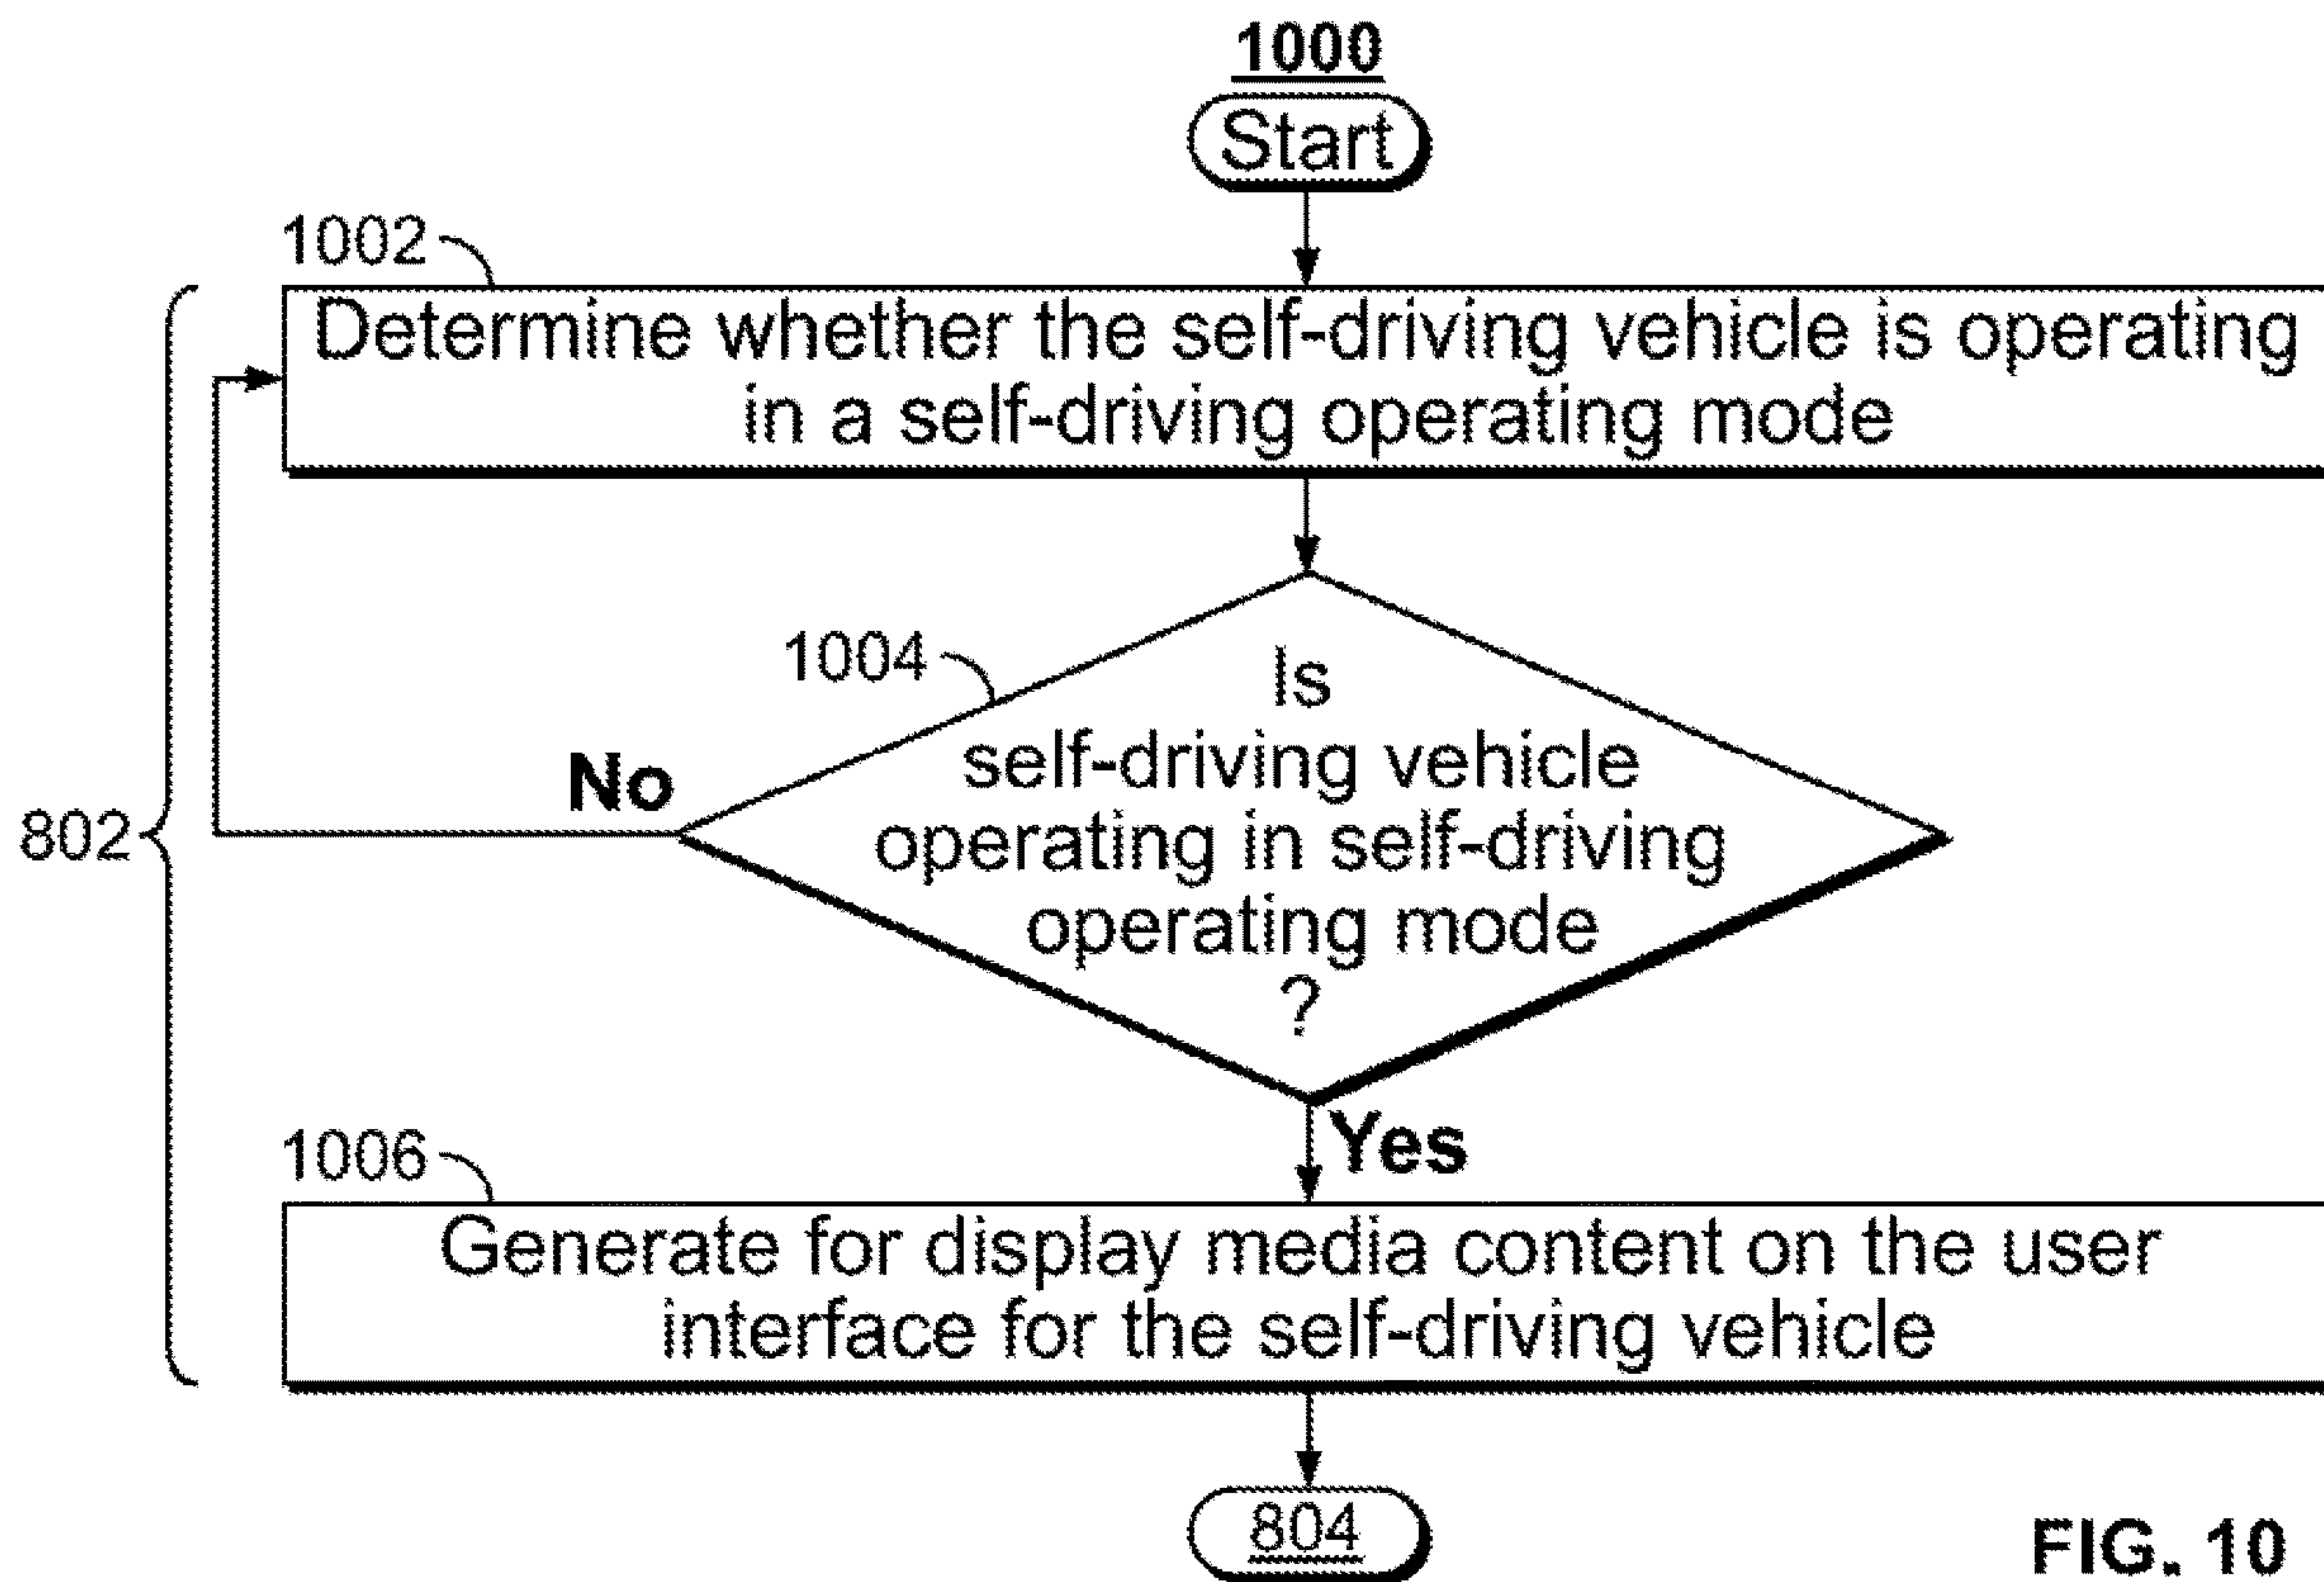 1000
Start
1002
Determine whether the self-driving vehicle is operating
in a self-driving operating mode
1004
Is
self-driving vehicle
operating in self-driving
operating mode
?
No
802
Yes
1006
Generate for display media content on the user
interface for the self-driving vehicle
804
FIG. 10